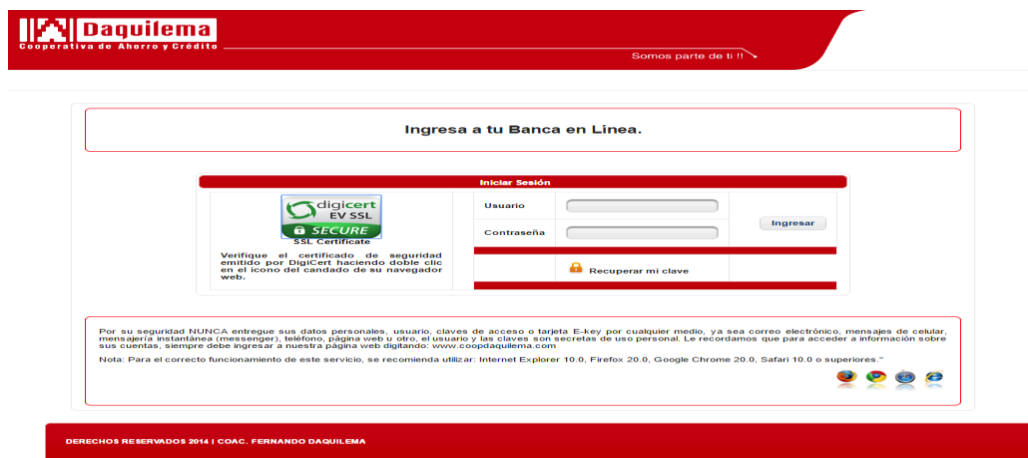 Daquilema
Cooperativa de Ahorro y Crédito
Somos parte de ti !!
Ingresa a tu Banca en Línea.
Iniciar Sesión
digicert
EV SSL
SECURE
SSL Certificate
Verifique el certificado de seguridad
emitido por DigiCert haciendo doble clic
en el icono del candado de su navegador
web.
Usuario
Contraseña
Ingresar
Recuperar mi clave
Por su seguridad NUNCA entregue sus datos personales, usuario, claves de acceso o tarjeta E-key por cualquier medio, ya sea correo electrónico, mensajes de celular,
mensajería instantánea (messenger), teléfono, página web u otro, el usuario y las claves son secretas de uso personal. Le recordamos que para acceder a información sobre
sus cuentas, siempre debe ingresar a nuestra página web digitando: www.coopdaquilema.com
Nota: Para el correcto funcionamiento de este servicio, se recomienda utilizar: Internet Explorer 10.0, Firefox 20.0, Google Chrome 20.0, Safari 10.0 o superiores."
DERECHOS RESERVADOS 2014 | COAC. FERNANDO DAQUILEMA